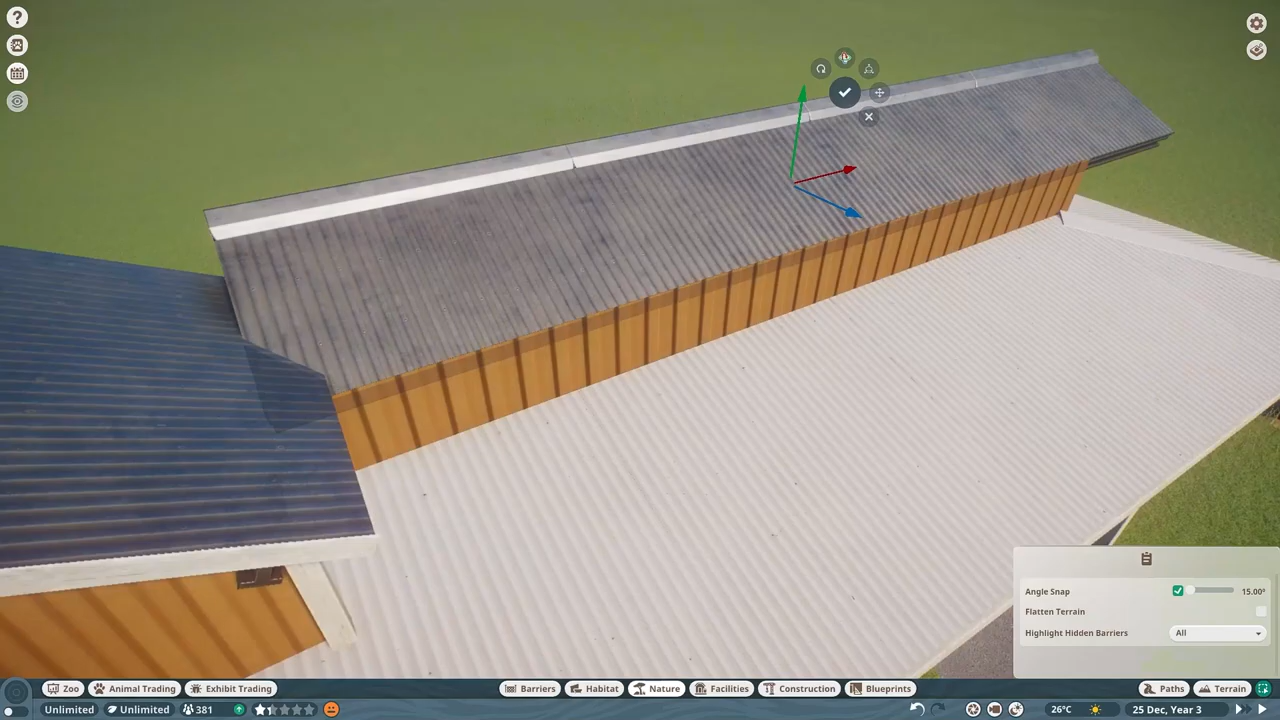 ?
Angle Snap 15.00°
Flatten Terrain
Highlight Hidden Barriers All
Zoo Animal Trading Exhibit Trading Barriers Habitat Nature Facilities Construction Blueprints Paths Terrain
Unlimited Unlimited 381 26°C 25 Dec, Year 3